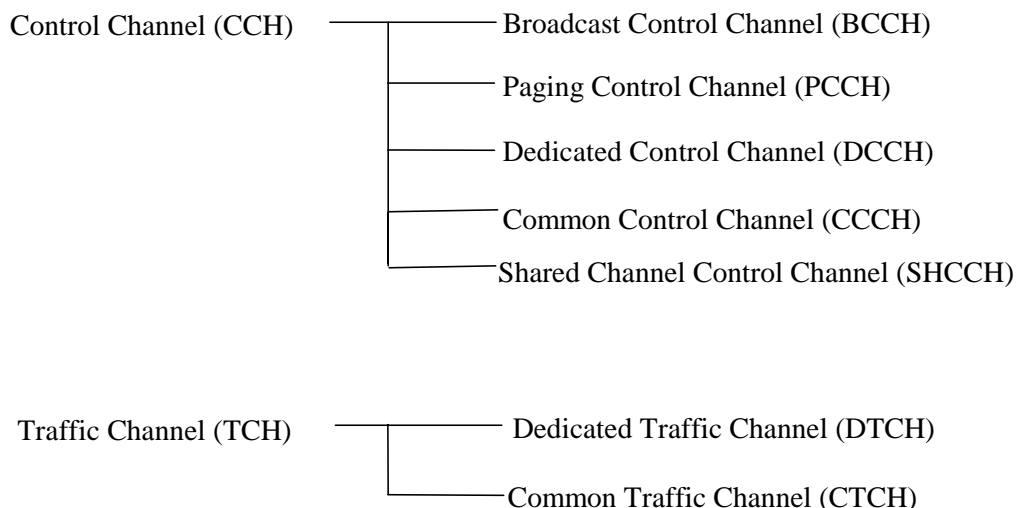 Control Channel (CCH)
Broadcast Control Channel (BCCH)
Paging Control Channel (PCCH)
Dedicated Control Channel (DCCH)
Common Control Channel (CCCH)
Shared Channel Control Channel (SHCCH)
Traffic Channel (TCH)
Dedicated Traffic Channel (DTCH)
Common Traffic Channel (CTCH)